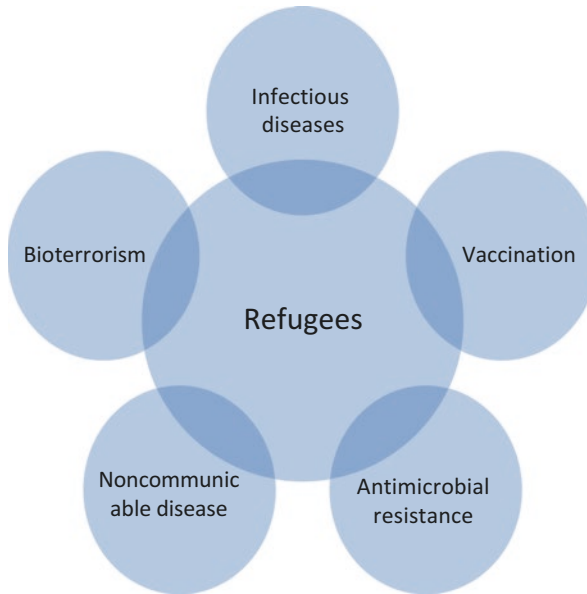 Infectious
diseases
Bioterrorism
Vaccination
Refugees
Noncommunic
able disease
Antimicrobial
resistance